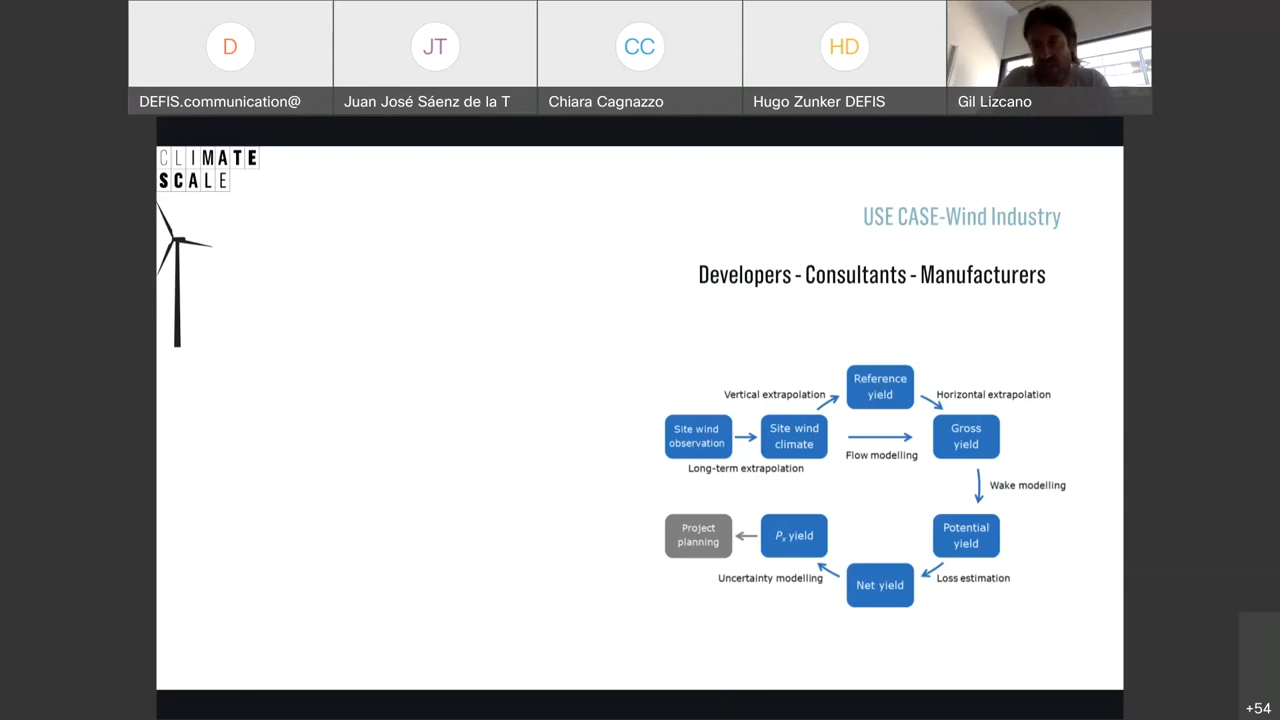 D
JT
CC
HD
DEFIS.communication@
Juan José Sáenz de la T
Chiara Cagnazzo
Hugo Zunker DEFIS
Gil Lizcano
CLIMATE
SCALE
USE CASE-Wind Industry
Developers - Consultants - Manufacturers
Reference
yield
Vertical extrapolation
Horizontal extrapolation
Site wind
observation
Site wind
climate
Gross
yield
Flow modelling
Long-term extrapolation
Wake modelling
Project
planning
Px yield
Potential
yield
Uncertainty modelling
Net yield
Loss estimation
+54